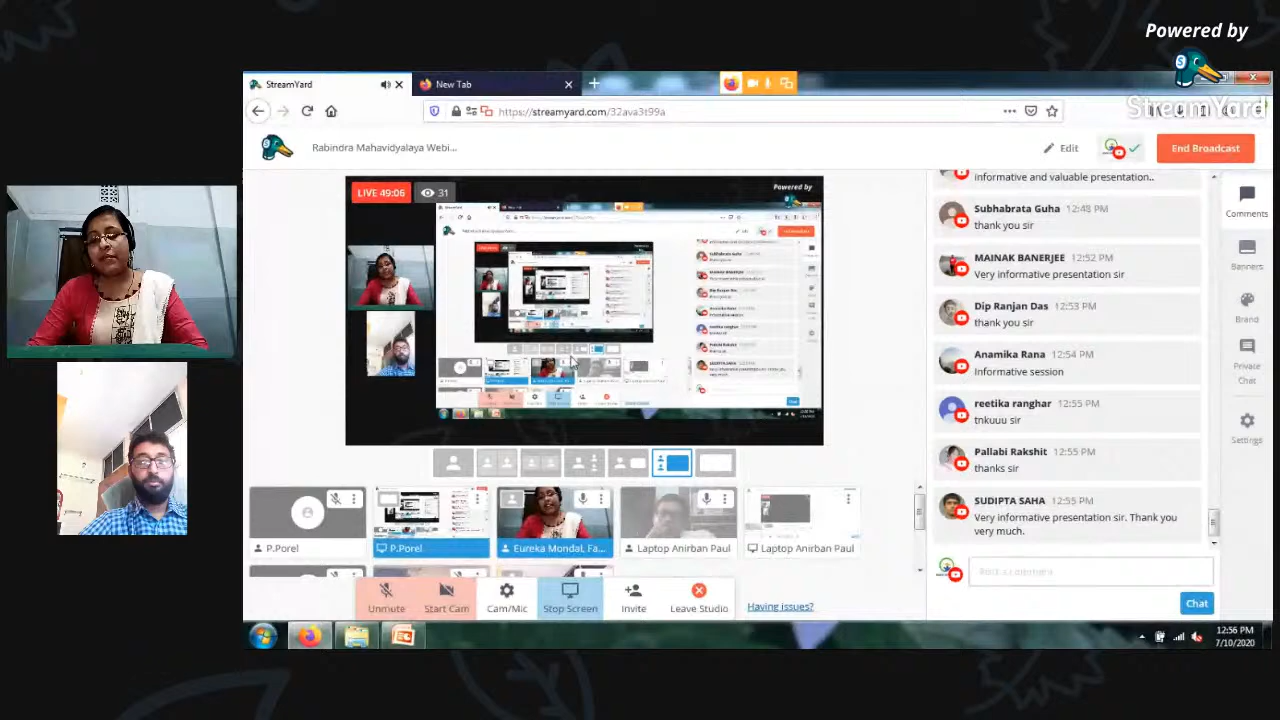 Powered by
StreamYard
StreamYard
New Tab
https://streamyard.com/32ava3t99a
Rabindra Mahavidyalaya Webi...
Edit
End Broadcast
LIVE 49:06
31
Powered by
informative and valuable presentation..
Subhabrata Guha 12:48 PM
thank you sir
MAINAK BANERJEE 12:52 PM
Very informative presentation sir
Dip Ranjan Das 12:53 PM
thank you sir
Anamika Rana 12:54 PM
Informative session
reetika ranghar 12:55 PM
tnkuuu sir
Pallabi Rakshit 12:55 PM
thanks sir
SUDIPTA SAHA 12:55 PM
Very informative presentation sir. Thank you
very much.
Post a comment
Chat
Comments
Banners
Brand
Private
Chat
Settings
P.Porel
P.Porel
Eureka Mondal, Fa...
Laptop Anirban Paul
Laptop Anirban Paul
Unmute
Start Cam
Cam/Mic
Stop Screen
Invite
Leave Studio
Having issues?
12:56 PM
7/10/2020